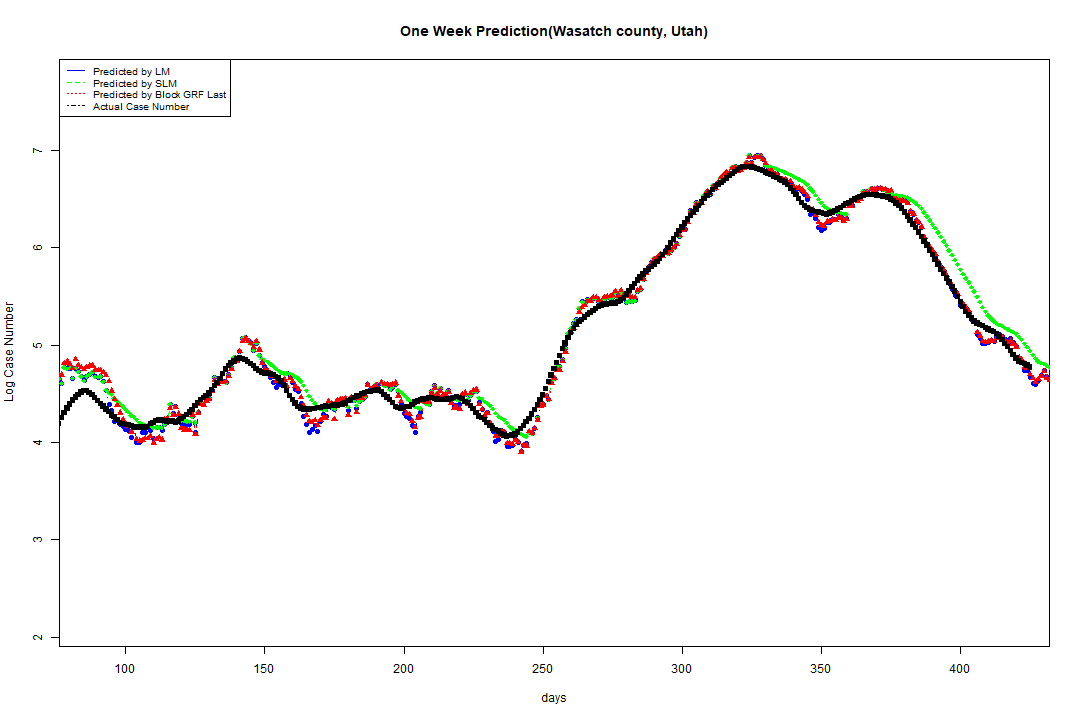 One Week Prediction(Wasatch county, Utah)
Predicted by LM
Predicted by SLM
Predicted by Block GRF Last
Actual Case Number
7
6
5
4
3
2
Log Case Number
100 150 200 250 300 350 400
days